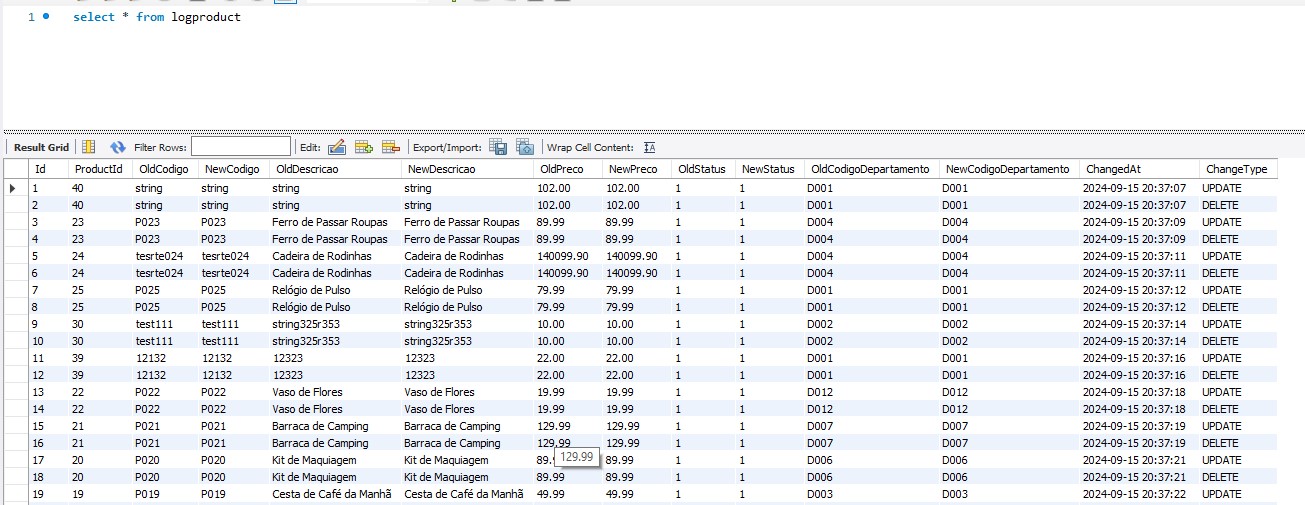 1 select * from logproduct
Result Grid Filter Rows: Edit: Export/Import: Wrap Cell Content: IA
Id ProductId OldCodigo NewCodigo OldDescricao NewDescricao OldPreco NewPreco OldStatus NewStatus OldCodigoDepartamento NewCodigoDepartamento ChangedAt ChangeType
1 40 string string string string 102.00 102.00 1 1 D001 D001 2024-09-15 20:37:07 UPDATE
2 40 string string string string 102.00 102.00 1 1 D001 D001 2024-09-15 20:37:07 DELETE
3 23 P023 P023 Ferro de Passar Roupas Ferro de Passar Roupas 89.99 89.99 1 1 D004 D004 2024-09-15 20:37:09 UPDATE
4 23 P023 P023 Ferro de Passar Roupas Ferro de Passar Roupas 89.99 89.99 1 1 D004 D004 2024-09-15 20:37:09 DELETE
5 24 tesrte024 tesrte024 Cadeira de Rodinhas Cadeira de Rodinhas 140099.90 140099.90 1 1 D004 D004 2024-09-15 20:37:11 UPDATE
6 24 tesrte024 tesrte024 Cadeira de Rodinhas Cadeira de Rodinhas 140099.90 140099.90 1 1 D004 D004 2024-09-15 20:37:11 DELETE
7 25 P025 P025 Relógio de Pulso Relógio de Pulso 79.99 79.99 1 1 D001 D001 2024-09-15 20:37:12 UPDATE
8 25 P025 P025 Relógio de Pulso Relógio de Pulso 79.99 79.99 1 1 D001 D001 2024-09-15 20:37:12 DELETE
9 30 test111 test111 string325r353 string325r353 10.00 10.00 1 1 D002 D002 2024-09-15 20:37:14 UPDATE
10 30 test111 test111 string325r353 string325r353 10.00 10.00 1 1 D002 D002 2024-09-15 20:37:14 DELETE
11 39 12132 12132 12323 12323 22.00 22.00 1 1 D001 D001 2024-09-15 20:37:16 UPDATE
12 39 12132 12132 12323 12323 22.00 22.00 1 1 D001 D001 2024-09-15 20:37:16 DELETE
13 22 P022 P022 Vaso de Flores Vaso de Flores 19.99 19.99 1 1 D012 D012 2024-09-15 20:37:18 UPDATE
14 22 P022 P022 Vaso de Flores Vaso de Flores 19.99 19.99 1 1 D012 D012 2024-09-15 20:37:18 DELETE
15 21 P021 P021 Barraca de Camping Barraca de Camping 129.99 129.99 1 1 D007 D007 2024-09-15 20:37:19 UPDATE
16 21 P021 P021 Barraca de Camping Barraca de Camping 129.99 129.99 1 1 D007 D007 2024-09-15 20:37:19 DELETE
129.99
17 20 P020 P020 Kit de Maquiagem Kit de Maquiagem 89. 89.99 1 1 D006 D006 2024-09-15 20:37:21 UPDATE
18 20 P020 P020 Kit de Maquiagem Kit de Maquiagem 89.99 89.99 1 1 D006 D006 2024-09-15 20:37:21 DELETE
19 19 P019 P019 Cesta de Café da Manhã Cesta de Café da Manhã 49.99 49.99 1 1 D003 D003 2024-09-15 20:37:22 UPDATE